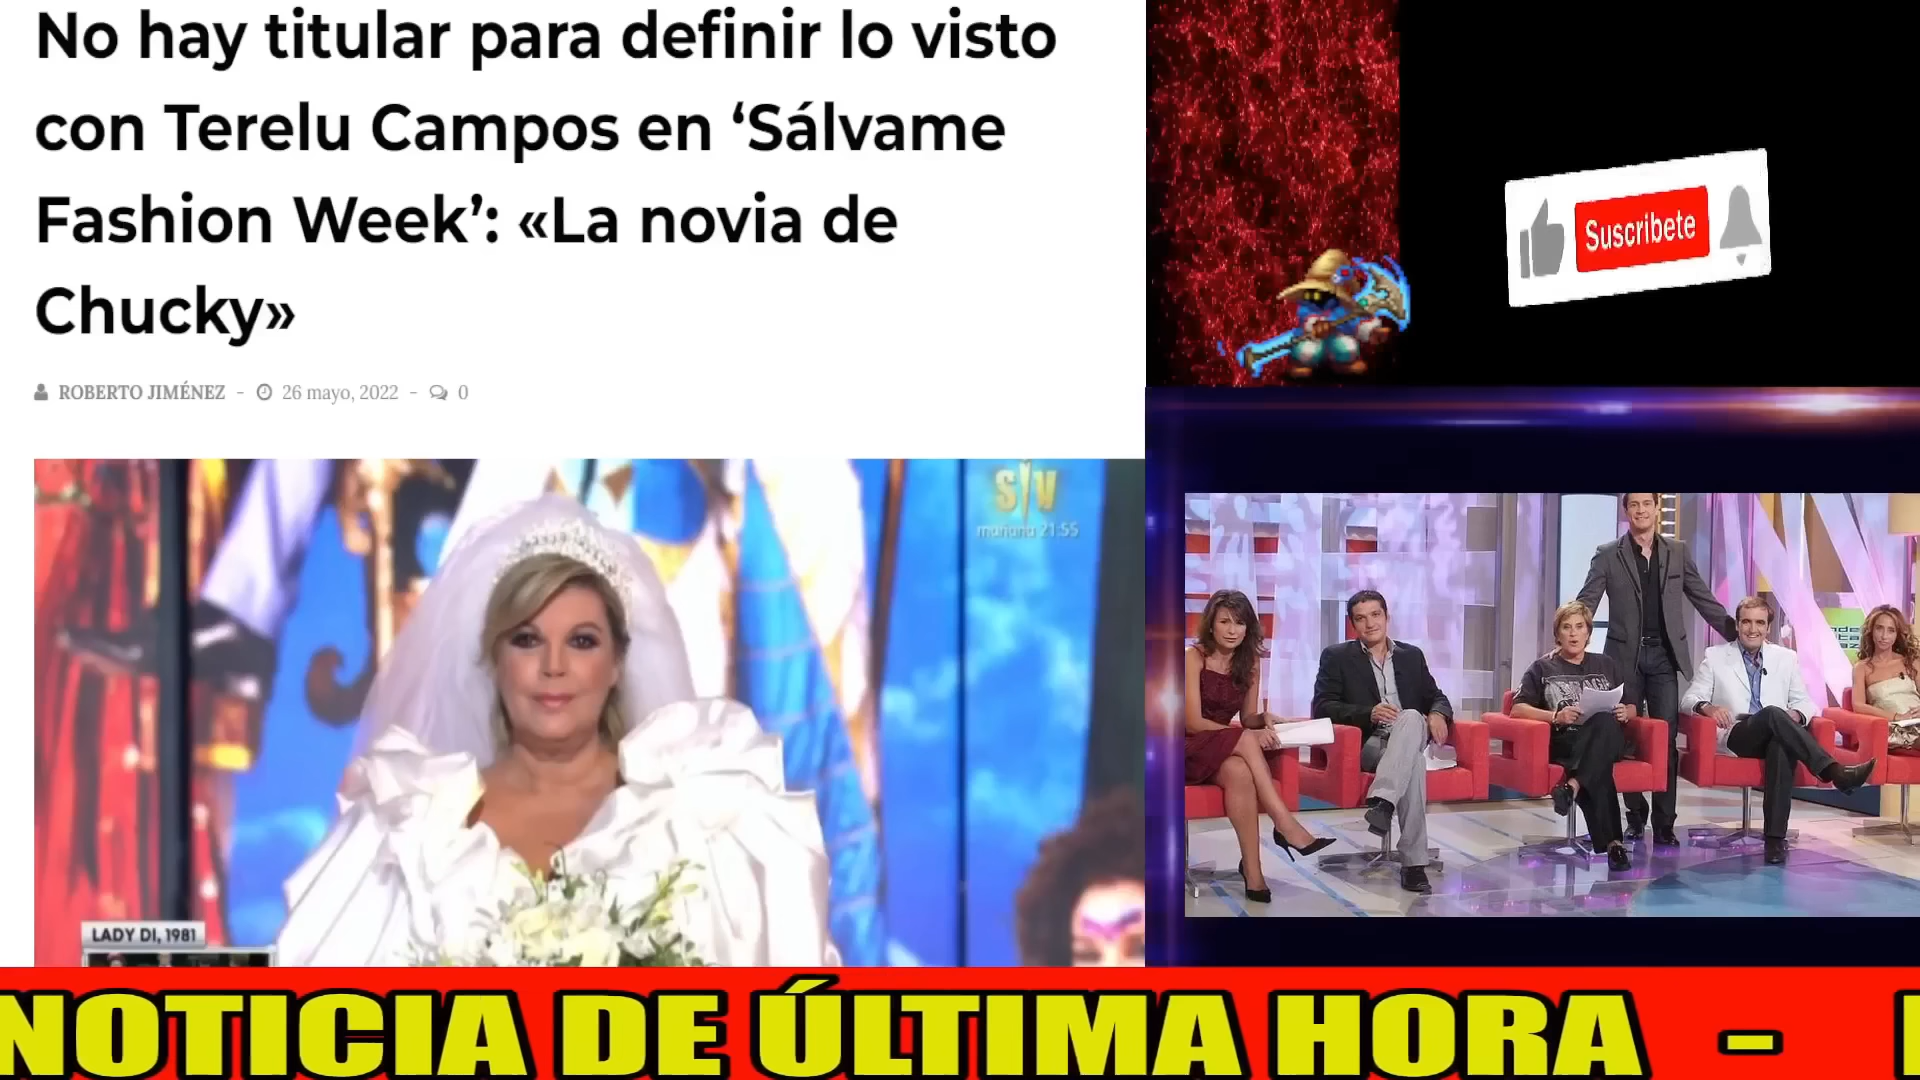 No hay titular para definir lo visto
con Terelu Campos en ‘Sálvame
Fashion Week’: «La novia de
Chucky»
ROBERTO JIMÉNEZ - 26 mayo, 2022 - 0
Suscribete
S V
mañana 21:55
LADY DI, 1981
NOTICIA DE ÚLTIMA HORA -